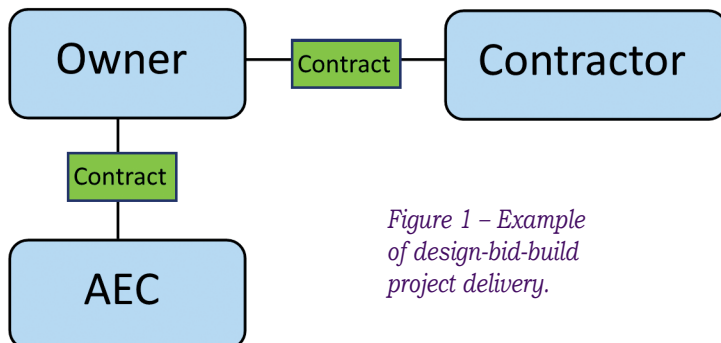 Owner
Contract
Contractor
Contract
AEC
Figure 1 – Example
of design-bid-build
project delivery.